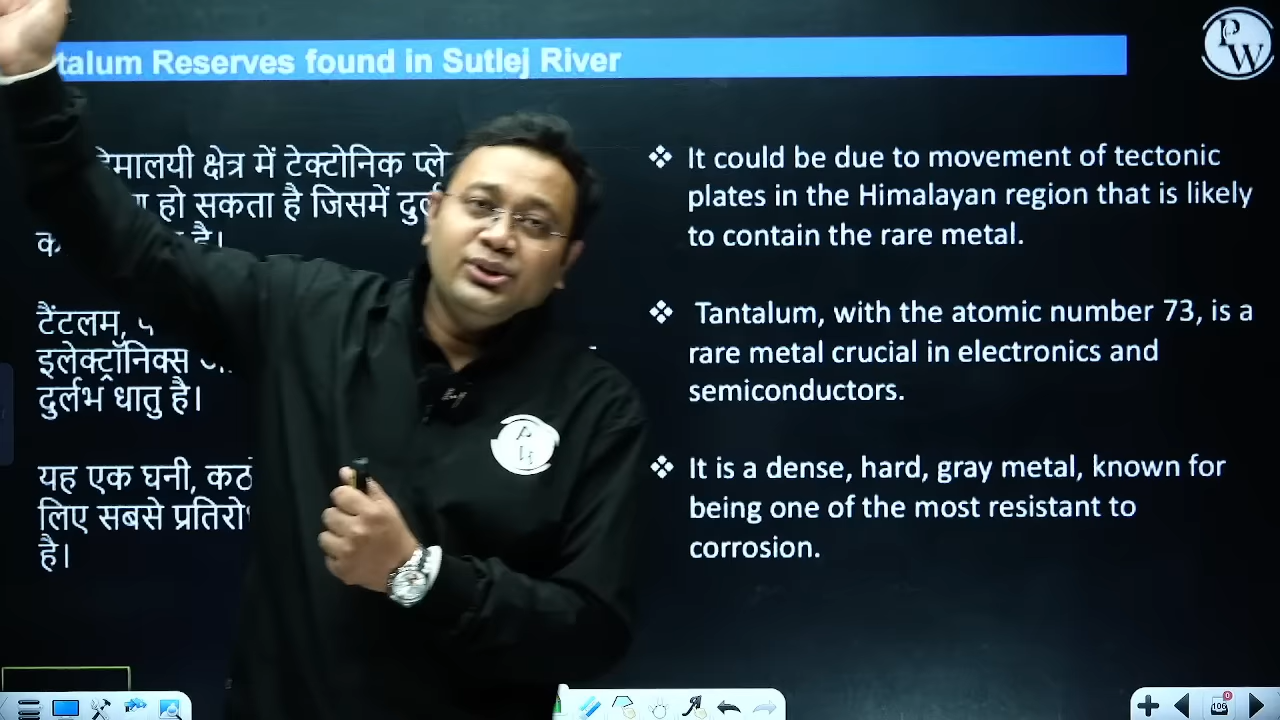 talum Reserves found in Sutlej River
हिमालयी क्षेत्र में टेक्टोनिक
हो सकता है जिसमें
है।
टैंटलम,
इलेक्ट्रॉनिक्स
दुर्लभ धातु है।
यह एक घनी,
लिए सबसे
है।
❖ It could be due to movement of tectonic
plates in the Himalayan region that is likely
to contain the rare metal.
❖ Tantalum, with the atomic number 73, is a
rare metal crucial in electronics and
semiconductors.
❖ It is a dense, hard, gray metal, known for
being one of the most resistant to
corrosion.
PW
PW
106
0